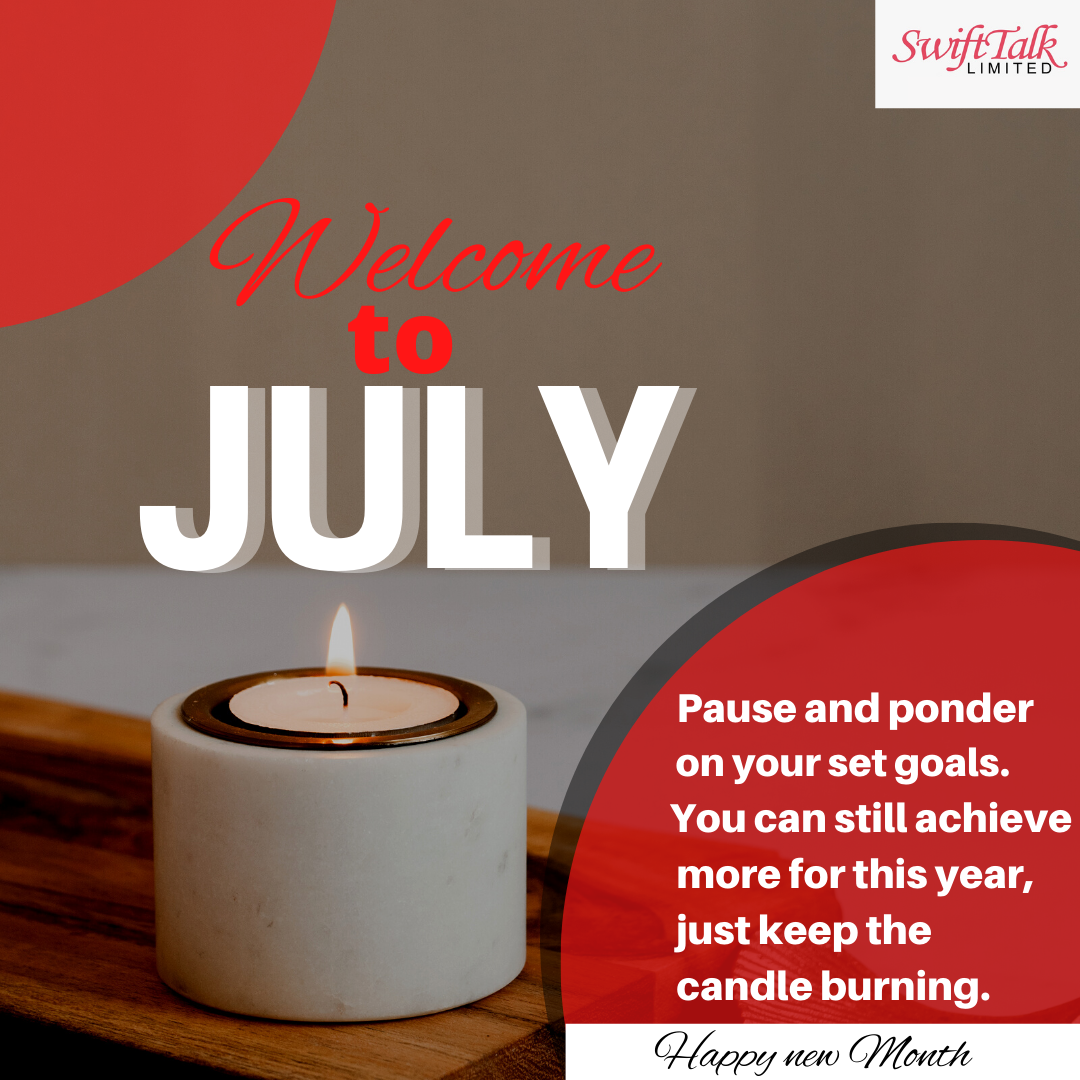 SwiftTalk
LIMITED
Welcome
to
JULY
Pause and ponder
on your set goals.
You can still achieve
more for this year,
just keep the
candle burning.
Happy new Month